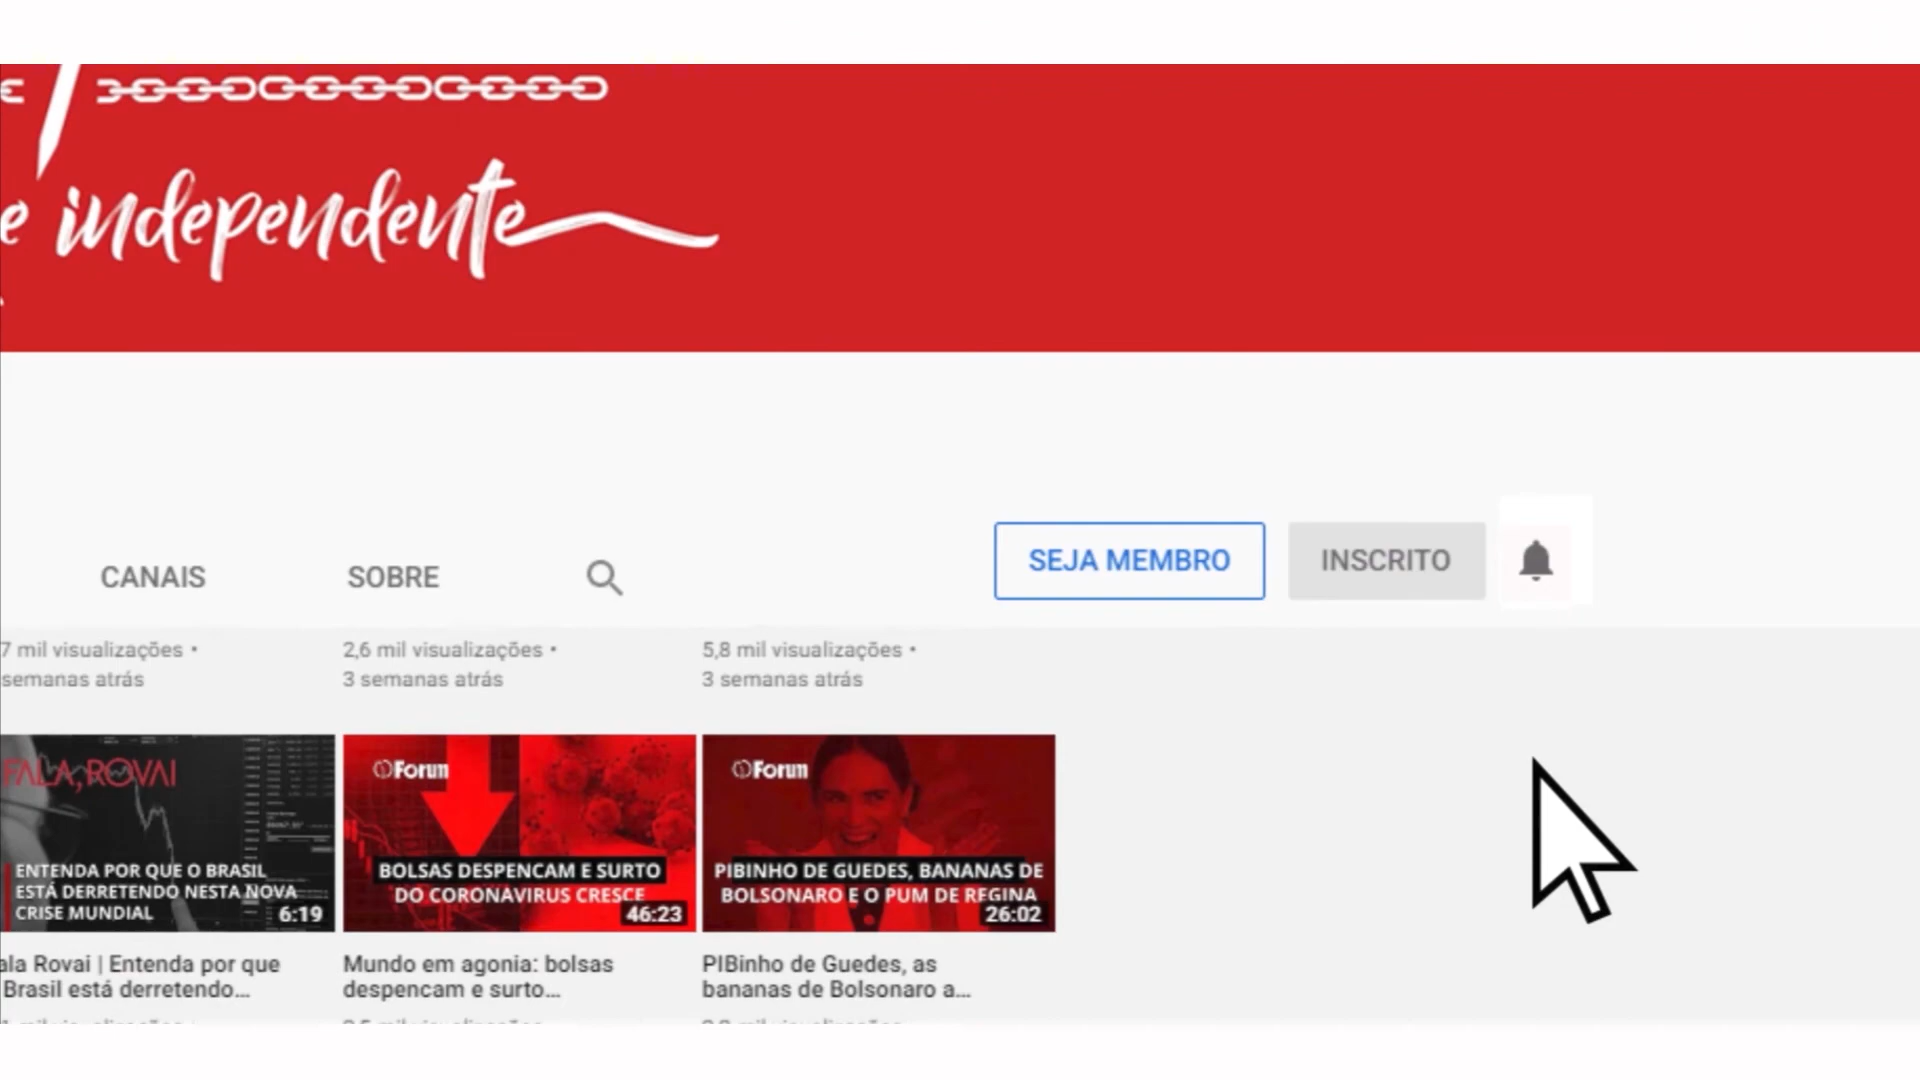 e independente
CANAIS
SOBRE
SEJA MEMBRO
INSCRITO
7 mil visualizações •
semanas atrás
2,6 mil visualizações •
3 semanas atrás
5,8 mil visualizações •
3 semanas atrás
FALA, ROVAI
ENTENDA POR QUE O BRASIL
ESTÁ DERRETENDO NESTA NOVA
CRISE MUNDIAL
6:19
Forum
BOLSAS DESPENCAM E SURTO
DO CORONAVIRUS CRESCE
46:23
Forum
PIBINHO DE GUEDES, BANANAS DE
BOLSONARO E O PUM DE REGINA
26:02
ala Rovai | Entenda por que
Brasil está derretendo...
Mundo em agonia: bolsas
despencam e surto...
PIBinho de Guedes, as
bananas de Bolsonaro a...